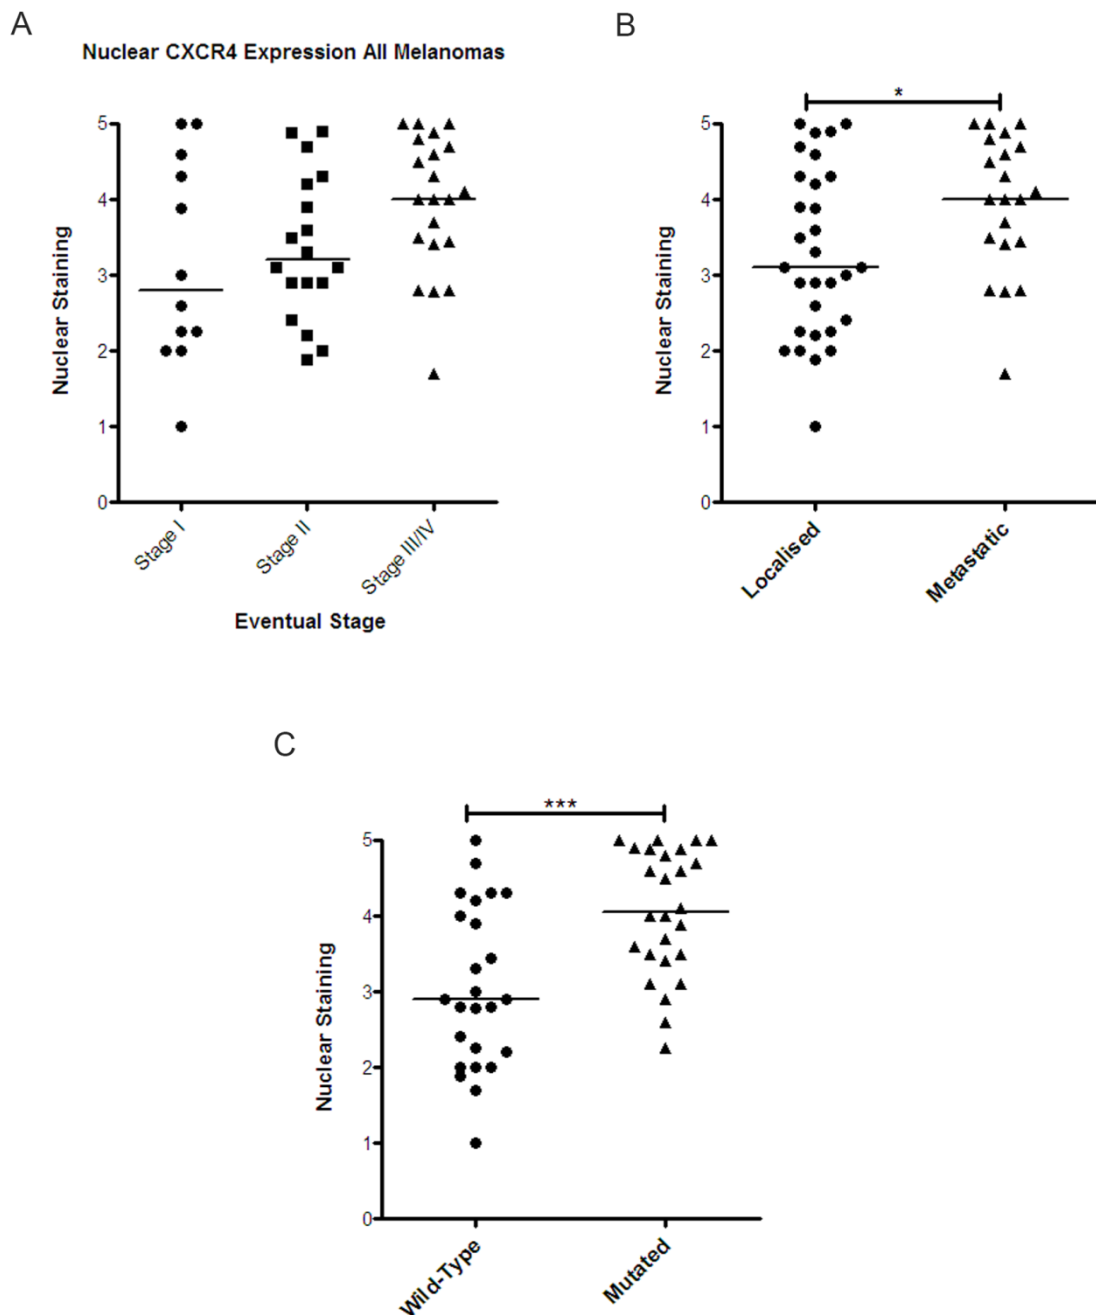 A
Nuclear CXCR4 Expression All Melanomas
Nuclear Staining
5
4
3
2
1
0
Stage I
Stage II
Stage III/IV
Eventual Stage
B
*
Nuclear Staining
5
4
3
2
1
0
Localised
Metastatic
C
***
Nuclear Staining
5
4
3
2
1
0
Wild-Type
Mutated